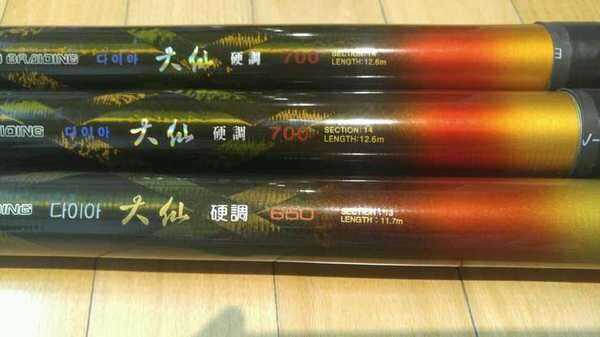 BRAIDING 다이아 大仙 硬調 700 SECTION: 14
LENGTH: 12.6m
다이아 大仙 硬調 700 SECTION: 14
LENGTH: 12.6m
다이아 大仙 硬調 650 SECTION: 13
LENGTH: 11.7m